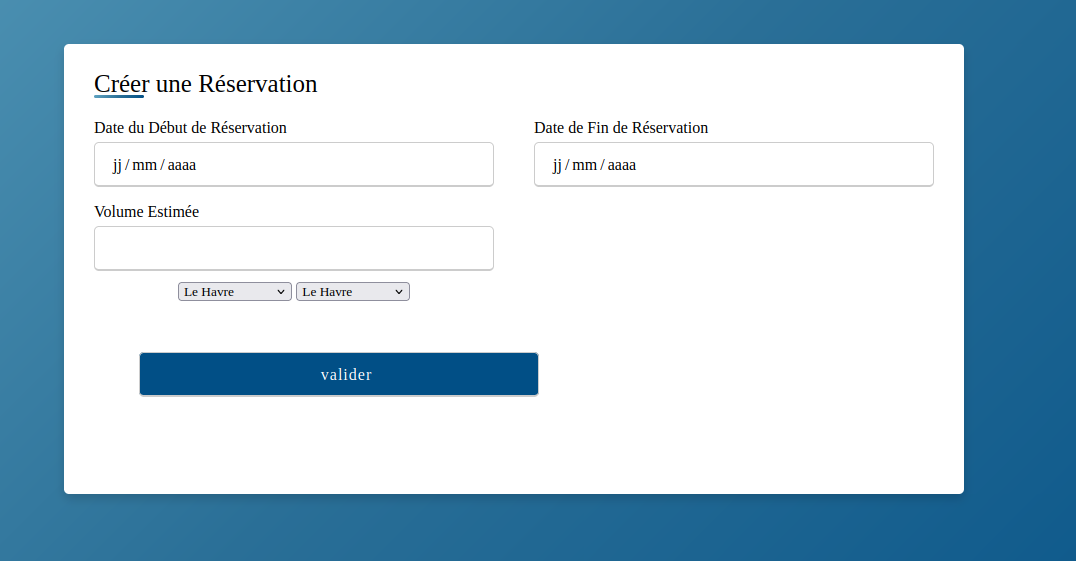 Créer une Réservation
Date du Début de Réservation Date de Fin de Réservation
jj / mm / aaaa jj / mm / aaaa
Volume Estimée
Le Havre Le Havre
valider